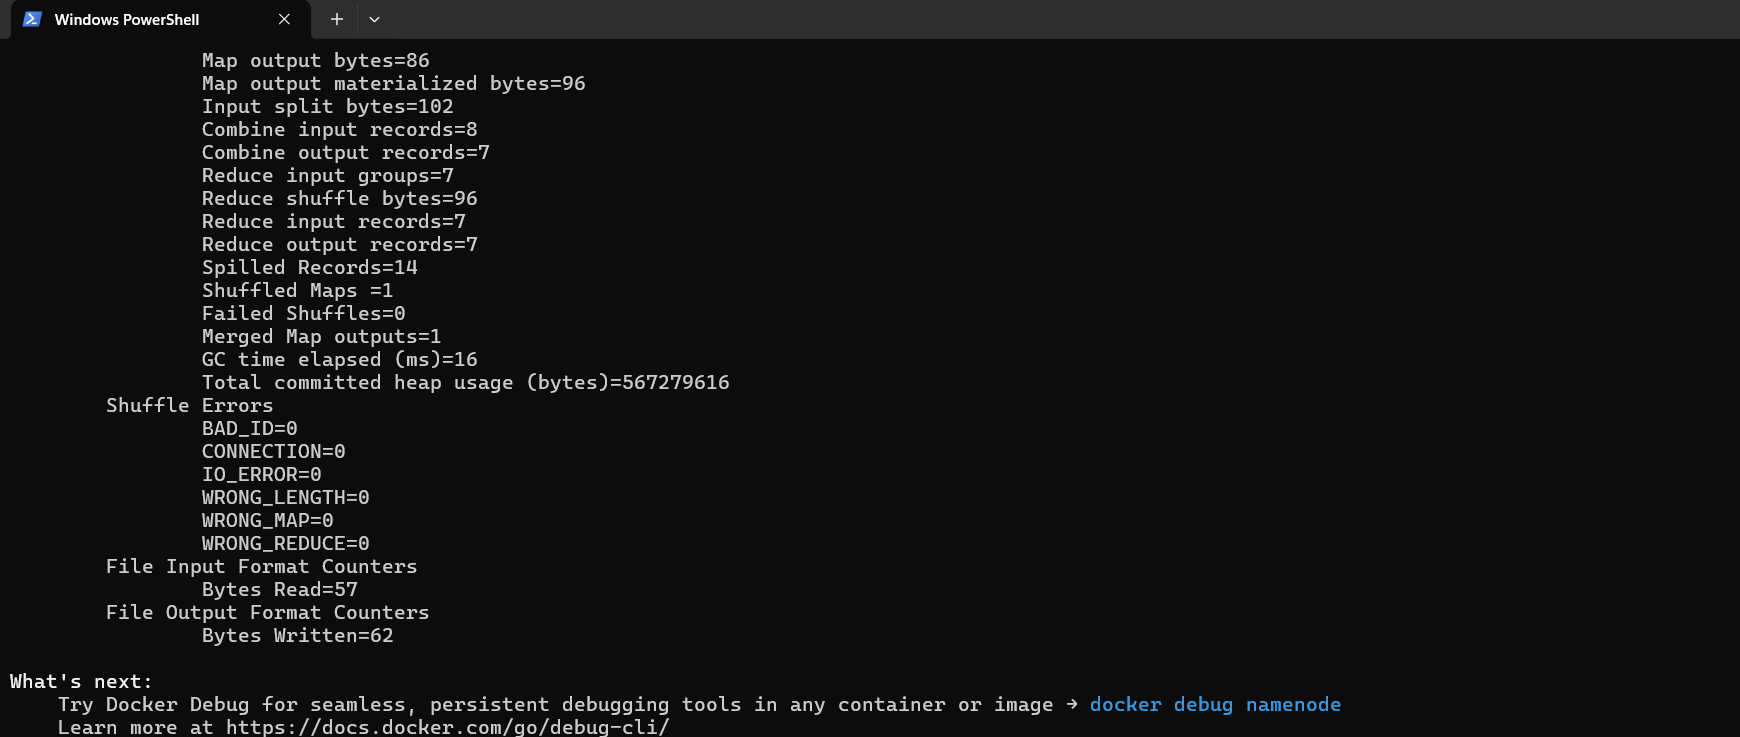 Windows PowerShell
Map output bytes=86
Map output materialized bytes=96
Input split bytes=102
Combine input records=8
Combine output records=7
Reduce input groups=7
Reduce shuffle bytes=96
Reduce input records=7
Reduce output records=7
Spilled Records=14
Shuffled Maps =1
Failed Shuffles=0
Merged Map outputs=1
GC time elapsed (ms)=16
Total committed heap usage (bytes)=567279616
Shuffle Errors
BAD_ID=0
CONNECTION=0
IO_ERROR=0
WRONG_LENGTH=0
WRONG_MAP=0
WRONG_REDUCE=0
File Input Format Counters
Bytes Read=57
File Output Format Counters
Bytes Written=62
What's next:
Try Docker Debug for seamless, persistent debugging tools in any container or image → docker debug namenode
Learn more at https://docs.docker.com/go/debug-cli/